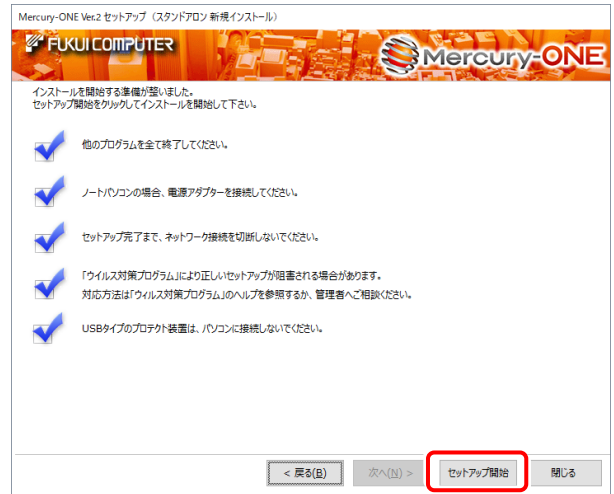 Mercury-ONE Ver.2 セットアップ（スタンドアロン 新規インストール）
FUKUI COMPUTER
Mercury-ONE
インストールを開始する準備が整いました。
セットアップ開始をクリックしてインストールを開始して下さい。
他のプログラムを全て終了してください。
ノートパソコンの場合、電源アダプターを接続してください。
セットアップ完了まで、ネットワーク接続を切断しないでください。
「ウイルス対策プログラム」により正しいセットアップが阻害される場合があります。
対応方法は「ウィルス対策プログラム」のヘルプを参照するか、管理者へご相談ください。
USBタイプのプロテクト装置は、パソコンに接続しないでください。
< 戻る(B) 次へ(N) > セットアップ開始 閉じる